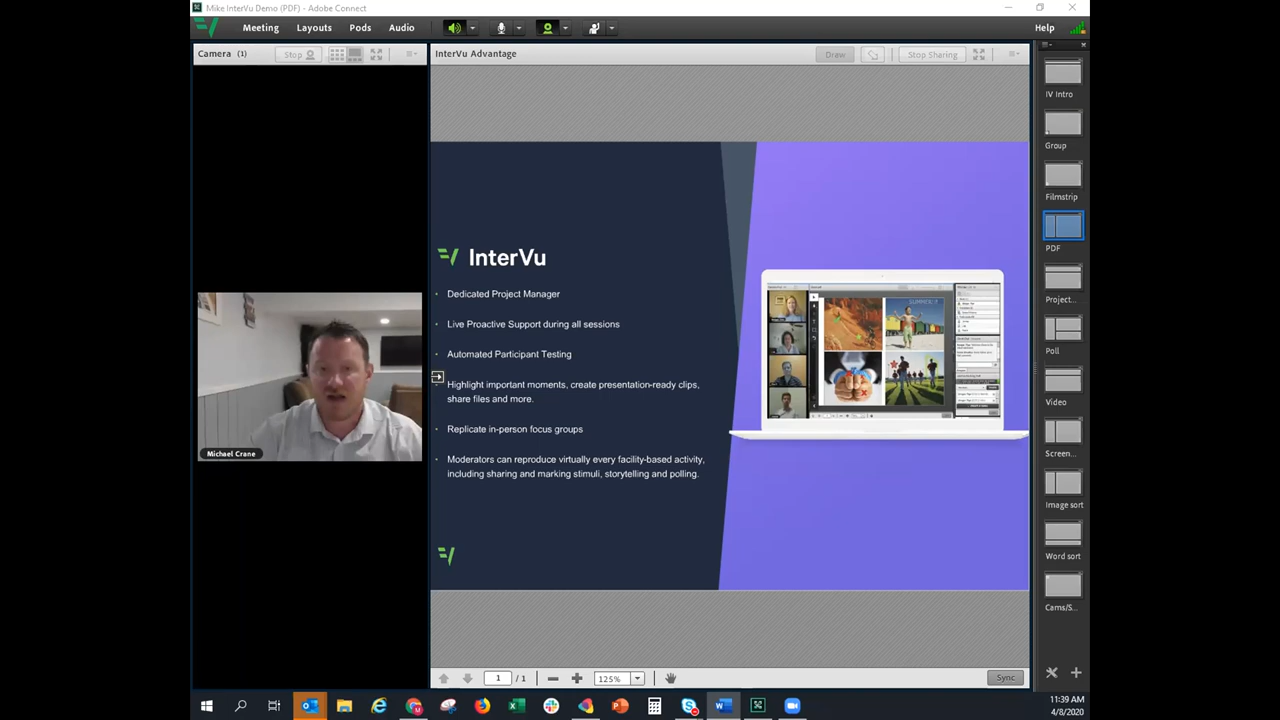 Mike InterVu Demo (PDF) - Adobe Connect
Meeting Layouts Pods Audio Help
Camera (1) Stop
InterVu Advantage Draw Stop Sharing
InterVu
Dedicated Project Manager
Live Proactive Support during all sessions
Automated Participant Testing
Highlight important moments, create presentation-ready clips,
share files and more.
Replicate in-person focus groups
Moderators can reproduce virtually every facility-based activity,
including sharing and marking stimuli, storytelling and polling.
Michael Crane
IV Intro
Group
Filmstrip
PDF
Project...
Poll
Video
Screen...
Image sort
Word sort
Cams/S...
1 / 1 125% Sync
11:39 AM
4/8/2020